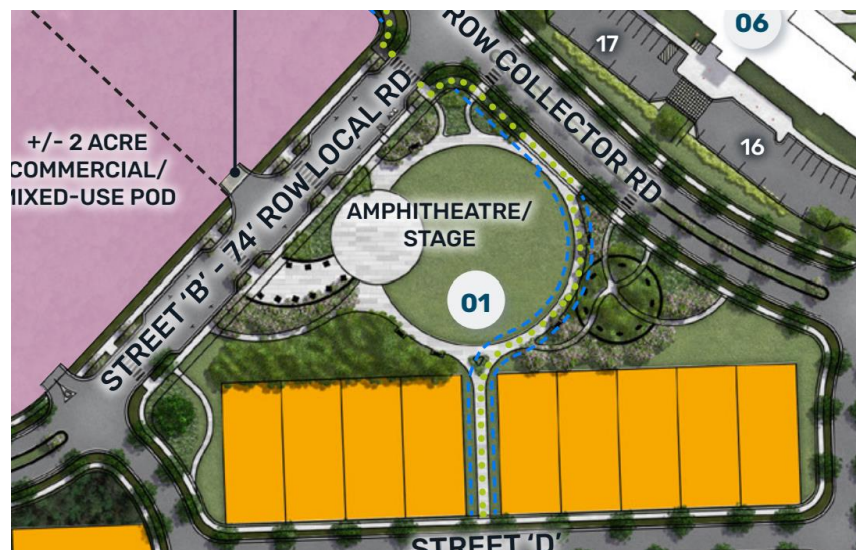 ROW COLLECTOR RD
06
17
16
+/- 2 ACRE
COMMERCIAL/
MIXED-USE POD
STREET 'B' - 74' ROW LOCAL RD
AMPHITHEATRE/
STAGE
01
STREET 'D'